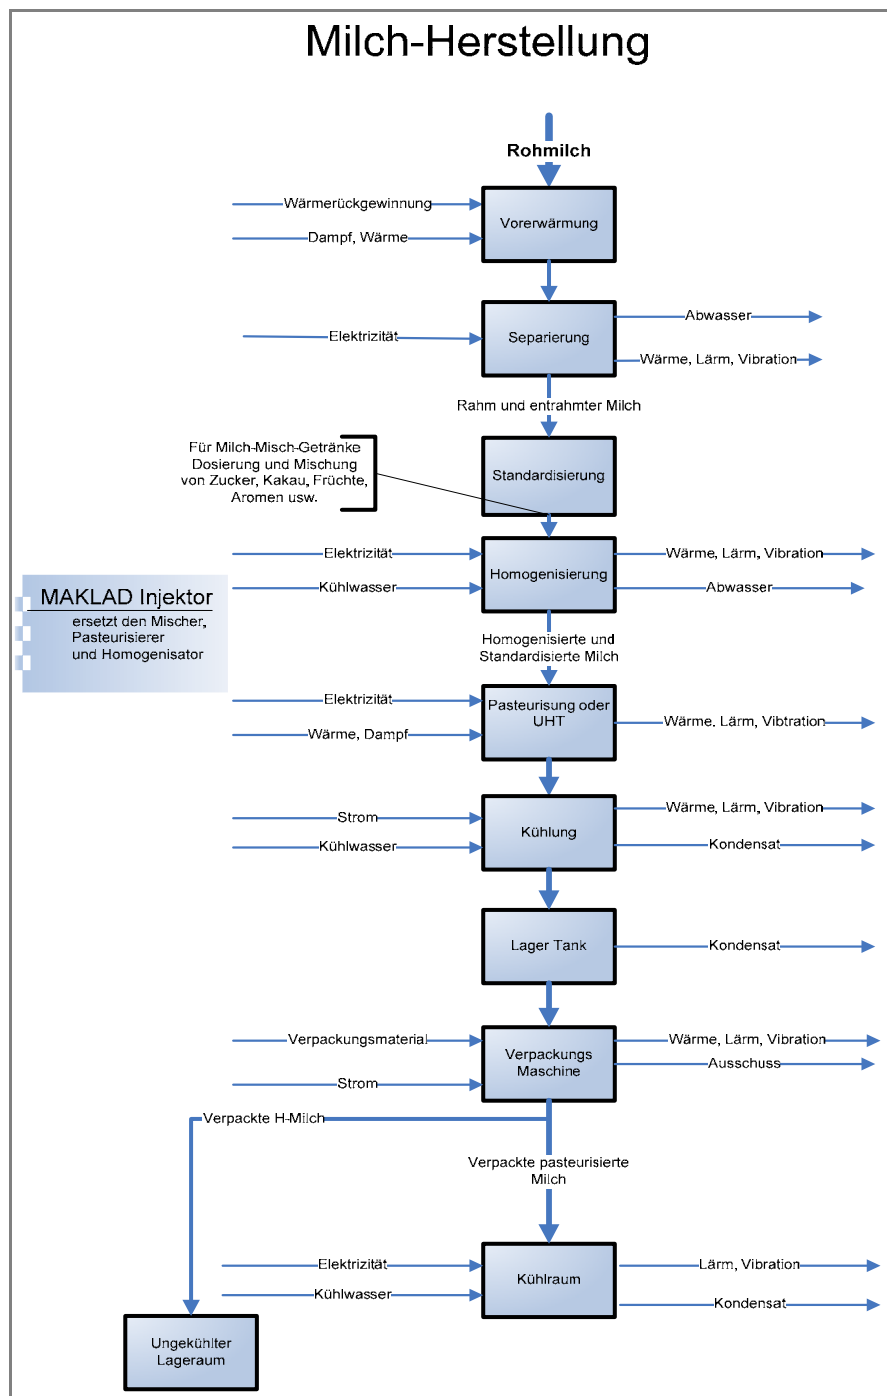 Milch-Herstellung
Rohmilch
Wärmerückgewinnung
Dampf, Wärme
Vorerwärmung
Elektrizität
Separierung
Abwasser
Wärme, Lärm, Vibration
Rahm und entrahmter Milch
Für Milch-Misch-Getränke
Dosierung und Mischung
von Zucker, Kakau, Früchte,
Aromen usw.
Standardisierung
Elektrizität
Kühlwasser
Homogenisierung
Wärme, Lärm, Vibration
Abwasser
MAKLAD Injektor
ersetzt den Mischer,
Pasteurisierer
und Homogenisator
Homogenisierte und
Standardisierte Milch
Elektrizität
Wärme, Dampf
Pasteurisung oder
UHT
Wärme, Lärm, Vibtration
Strom
Kühlwasser
Kühlung
Wärme, Lärm, Vibration
Kondensat
Lager Tank
Kondensat
Verpackungsmaterial
Strom
Verpackungs
Maschine
Wärme, Lärm, Vibration
Ausschuss
Verpackte H-Milch
Verpackte pasteurisierte
Milch
Elektrizität
Kühlwasser
Kühlraum
Lärm, Vibration
Kondensat
Ungekühlter
Lageraum